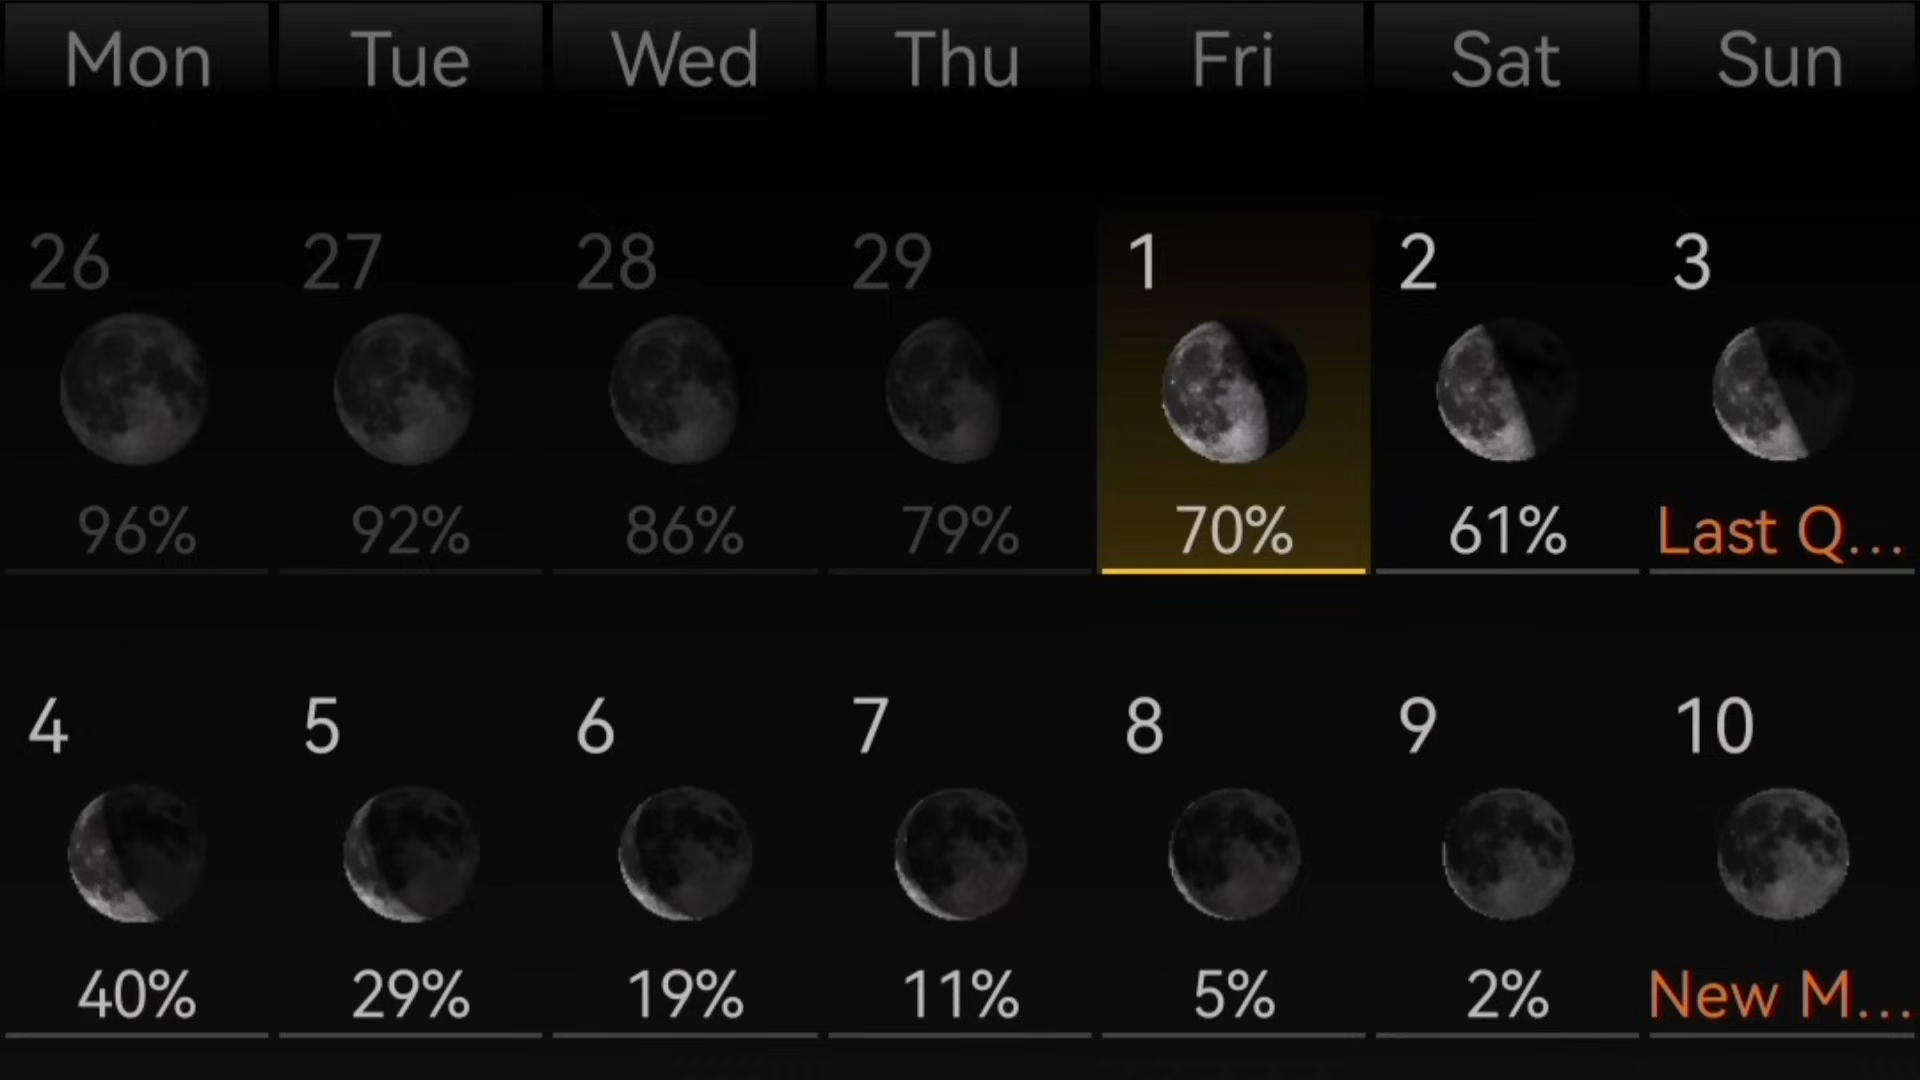 Mon Tue Wed Thu Fri Sat Sun
26 27 28 29 1 2 3
96% 92% 86% 79% 70% 61% Last Q...
4 5 6 7 8 9 10
40% 29% 19% 11% 5% 2% New M...